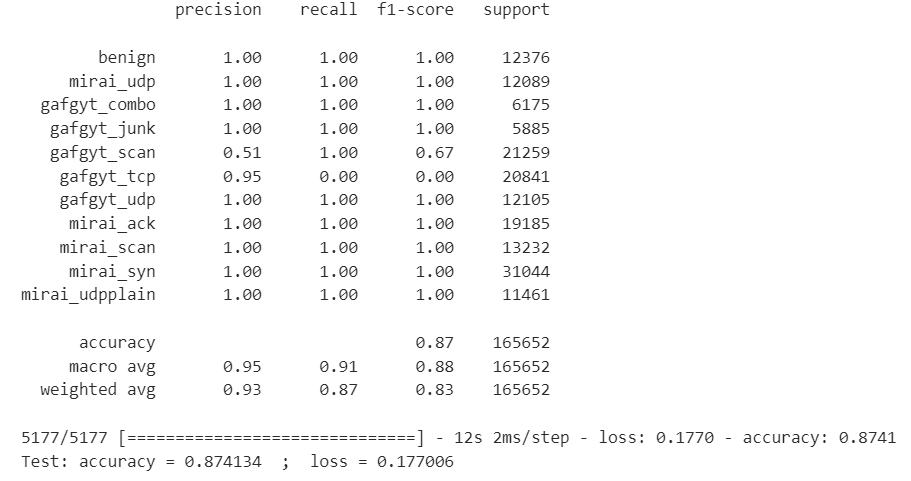 precision recall f1-score support
benign 1.00 1.00 1.00 12376
mirai_udp 1.00 1.00 1.00 12089
gafgyt_combo 1.00 1.00 1.00 6175
gafgyt_junk 1.00 1.00 1.00 5885
gafgyt_scan 0.51 1.00 0.67 21259
gafgyt_tcp 0.95 0.00 0.00 20841
gafgyt_udp 1.00 1.00 1.00 12105
mirai_ack 1.00 1.00 1.00 19185
mirai_scan 1.00 1.00 1.00 13232
mirai_syn 1.00 1.00 1.00 31044
mirai_udpplain 1.00 1.00 1.00 11461
accuracy 0.87 165652
macro avg 0.95 0.91 0.88 165652
weighted avg 0.93 0.87 0.83 165652
5177/5177 [==============================] - 12s 2ms/step - loss: 0.1770 - accuracy: 0.8741
Test: accuracy = 0.874134 ; loss = 0.177006